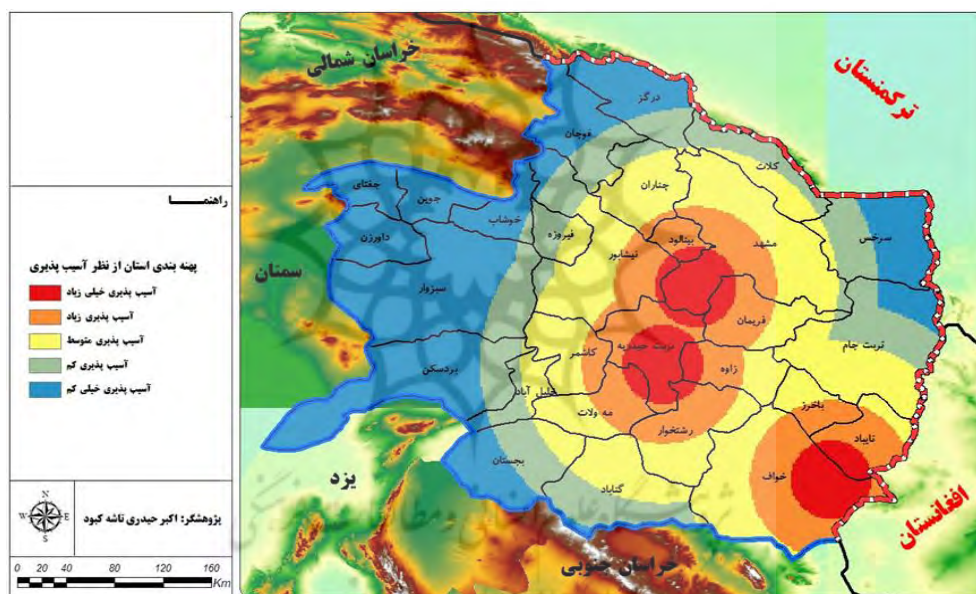 راهنمـــــا
پهنه بندی استان از نظر آسیب پذیری
آسیب پذیری خیلی زیاد
آسیب پذیری زیاد
آسیب پذیری متوسط
آسیب پذیری کم
آسیب پذیری خیلی کم
N
W
E
S
پژوهشگر: اکبر حیدری تاشه کبود
0 20 40 80 120 160
Km
خراسان شمالی
ترکمنستان
درگز
قوچان
کلات
چناران
جغتای
جوین
خوشاب
فیروزه
نیشابور
بینالود
مشهد
سرخس
داورزن
سمنان
سبزوار
فریمان
تربت جام
بردسکن
کاشمر
تربت حیدریه
زاوه
خلیل آباد
مه ولات
رشتخوار
باخرز
تایباد
خواف
بجستان
گناباد
یزد
افغانستان
خراسان جنوبی